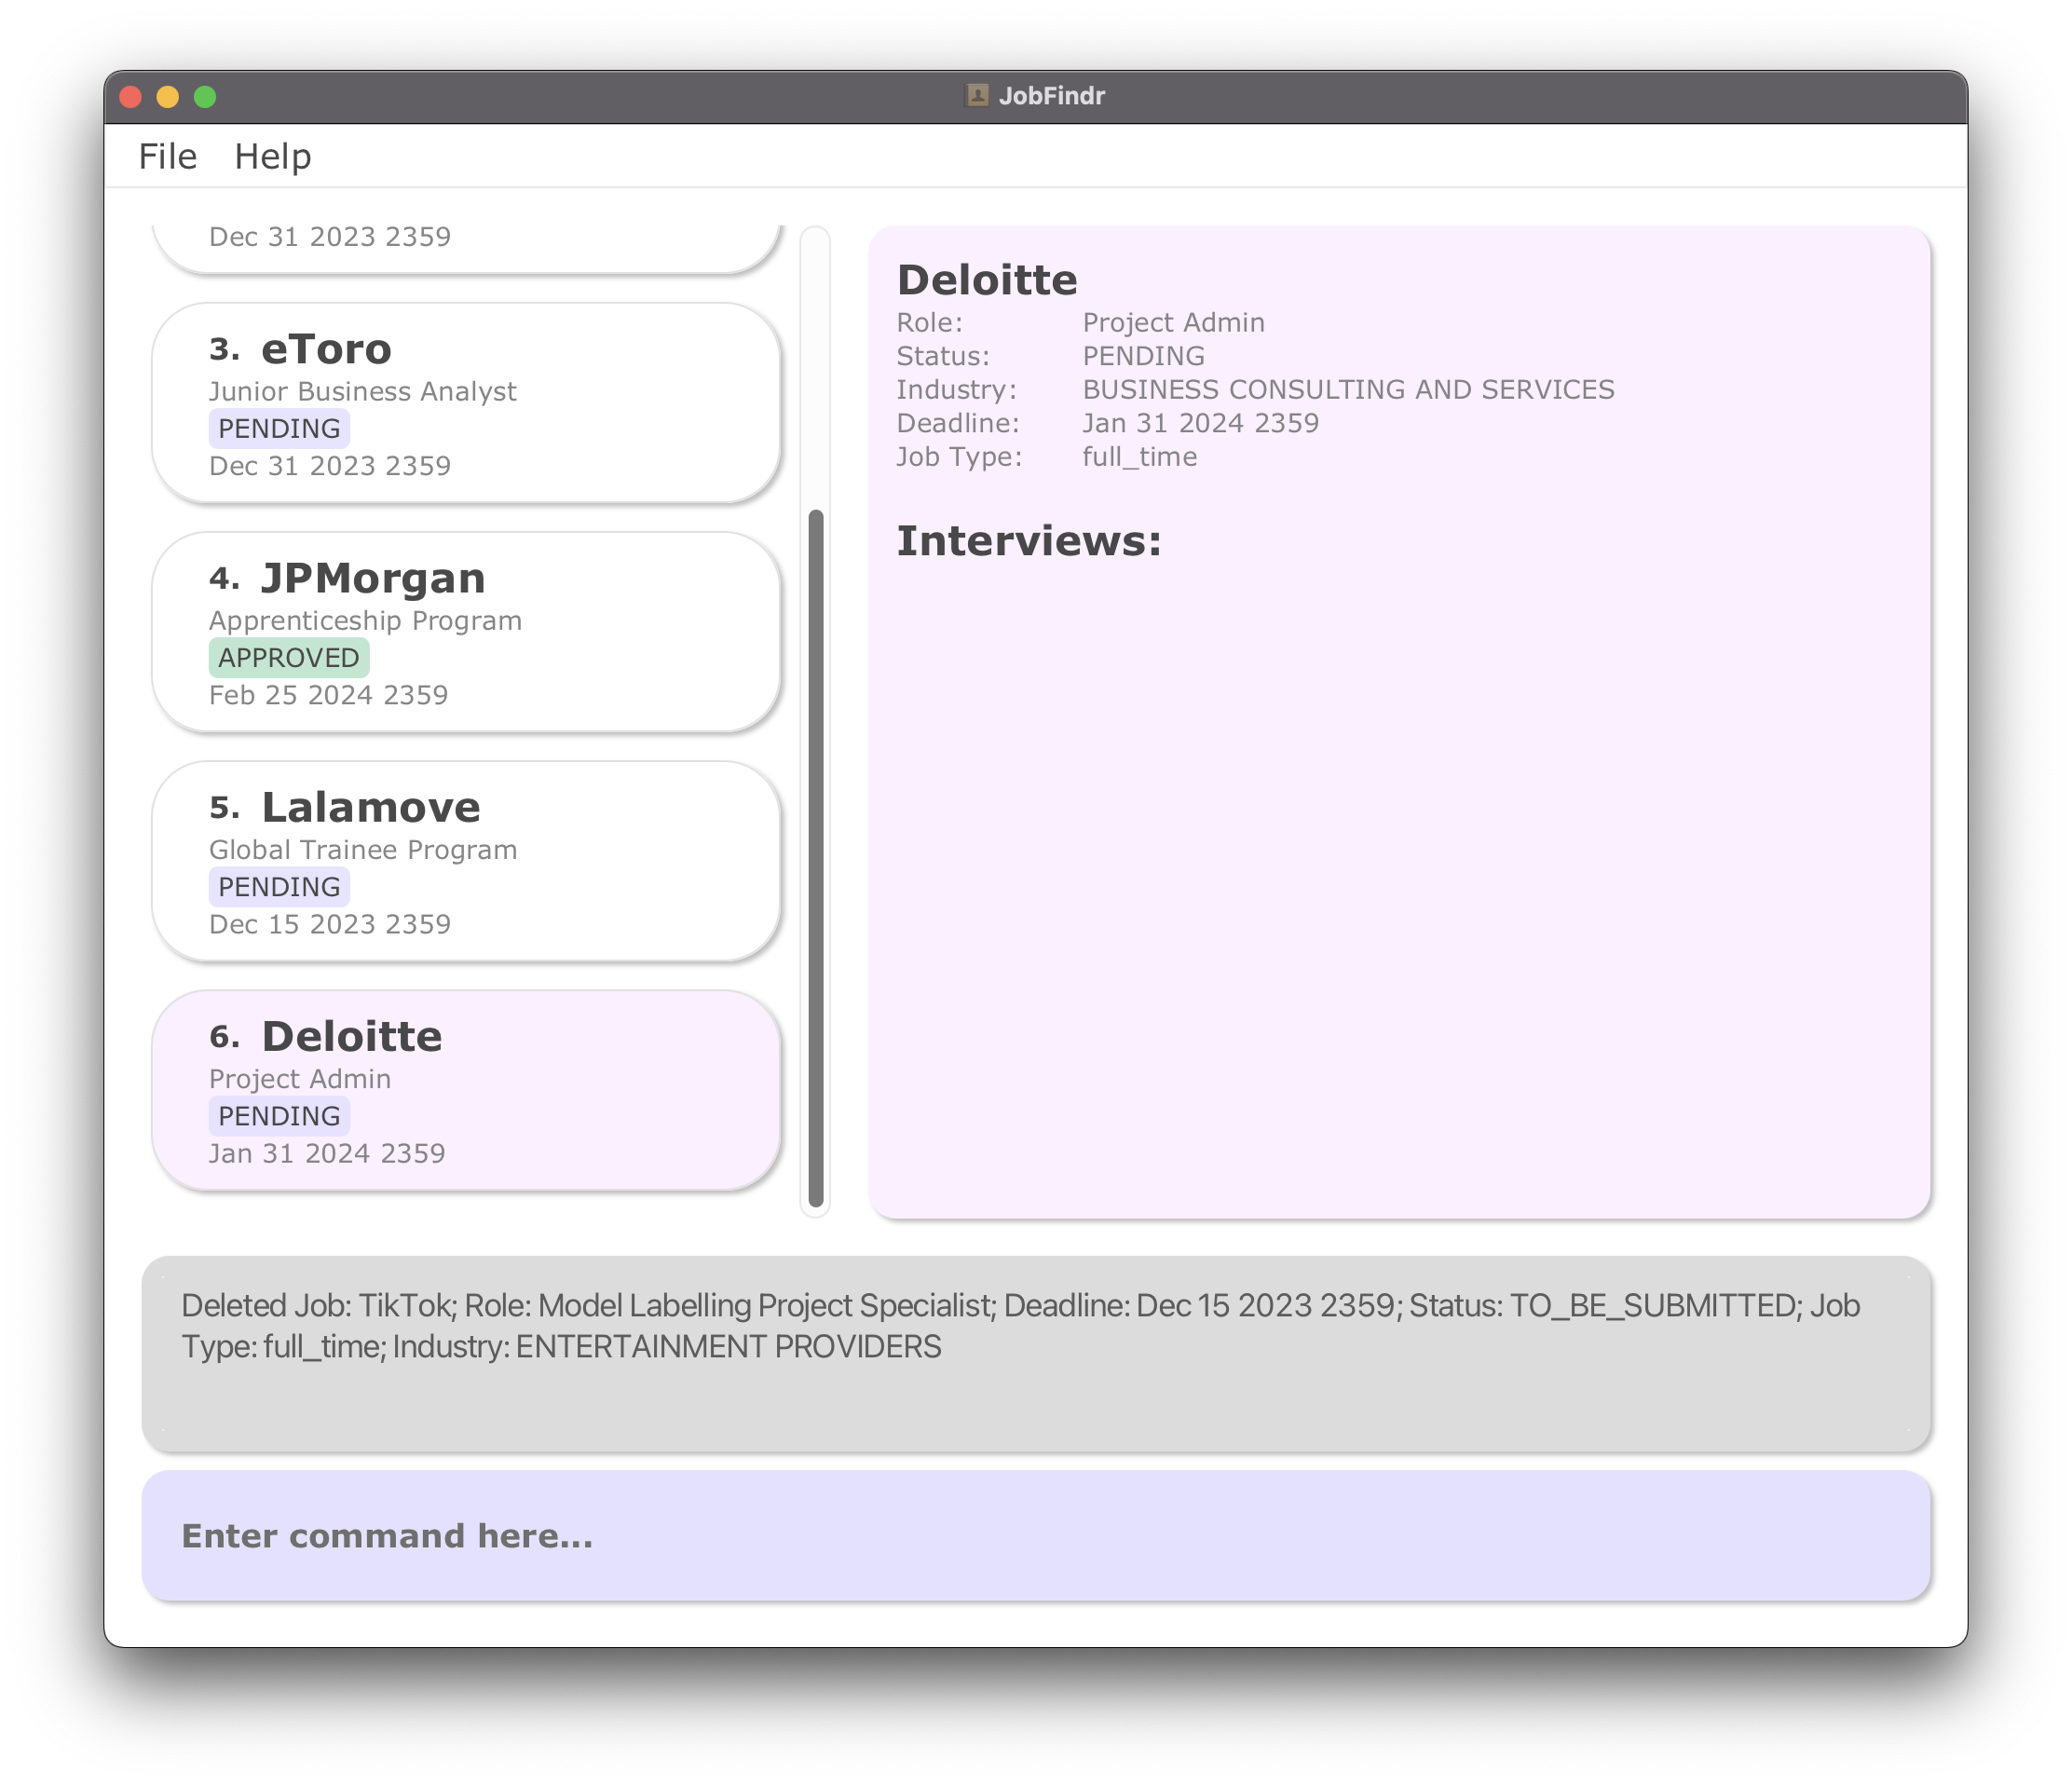 JobFindr
File Help
Dec 31 2023 2359
3. eToro
Junior Business Analyst
PENDING
Dec 31 2023 2359
4. JPMorgan
Apprenticeship Program
APPROVED
Feb 25 2024 2359
5. Lalamove
Global Trainee Program
PENDING
Dec 15 2023 2359
6. Deloitte
Project Admin
PENDING
Jan 31 2024 2359
Deloitte
Role: Project Admin
Status: PENDING
Industry: BUSINESS CONSULTING AND SERVICES
Deadline: Jan 31 2024 2359
Job Type: full_time
Interviews:
Deleted Job: TikTok; Role: Model Labelling Project Specialist; Deadline: Dec 15 2023 2359; Status: TO_BE_SUBMITTED; Job
Type: full_time; Industry: ENTERTAINMENT PROVIDERS
Enter command here...